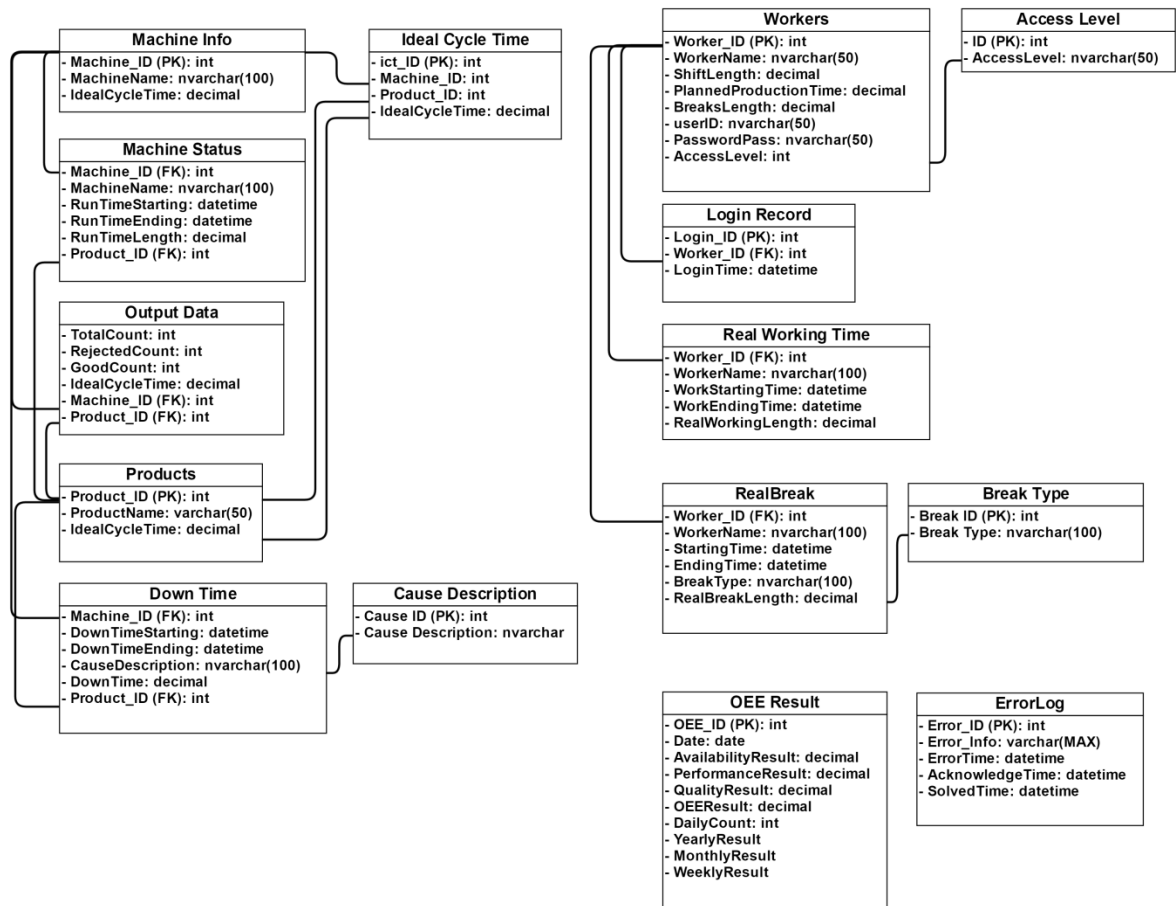 Machine Info
- Machine_ID (PK): int
- MachineName: nvarchar(100)
- IdealCycleTime: decimal
Ideal Cycle Time
- ict_ID (PK): int
- Machine_ID: int
- Product_ID: int
- IdealCycleTime: decimal
Machine Status
- Machine_ID (FK): int
- MachineName: nvarchar(100)
- RunTimeStarting: datetime
- RunTimeEnding: datetime
- RunTimeLength: decimal
- Product_ID (FK): int
Output Data
- TotalCount: int
- RejectedCount: int
- GoodCount: int
- IdealCycleTime: decimal
- Machine_ID (FK): int
- Product_ID (FK): int
Products
- Product_ID (PK): int
- ProductName: varchar(50)
- IdealCycleTime: decimal
Down Time
- Machine_ID (FK): int
- DownTimeStarting: datetime
- DownTimeEnding: datetime
- CauseDescription: nvarchar(100)
- DownTime: decimal
- Product_ID (FK): int
Cause Description
- Cause ID (PK): int
- Cause Description: nvarchar
Workers
- Worker_ID (PK): int
- WorkerName: nvarchar(50)
- ShiftLength: decimal
- PlannedProductionTime: decimal
- BreaksLength: decimal
- userID: nvarchar(50)
- PasswordPass: nvarchar(50)
- AccessLevel: int
Access Level
- ID (PK): int
- AccessLevel: nvarchar(50)
Login Record
- Login_ID (PK): int
- Worker_ID (FK): int
- LoginTime: datetime
Real Working Time
- Worker_ID (FK): int
- WorkerName: nvarchar(100)
- WorkStartingTime: datetime
- WorkEndingTime: datetime
- RealWorkingLength: decimal
RealBreak
- Worker_ID (FK): int
- WorkerName: nvarchar(100)
- StartingTime: datetime
- EndingTime: datetime
- BreakType: nvarchar(100)
- RealBreakLength: decimal
Break Type
- Break ID (PK): int
- Break Type: nvarchar(100)
OEE Result
- OEE_ID (PK): int
- Date: date
- AvailabilityResult: decimal
- PerformanceResult: decimal
- QualityResult: decimal
- OEEResult: decimal
- DailyCount: int
- YearlyResult
- MonthlyResult
- WeeklyResult
ErrorLog
- Error_ID (PK): int
- Error_Info: varchar(MAX)
- ErrorTime: datetime
- AcknowledgeTime: datetime
- SolvedTime: datetime